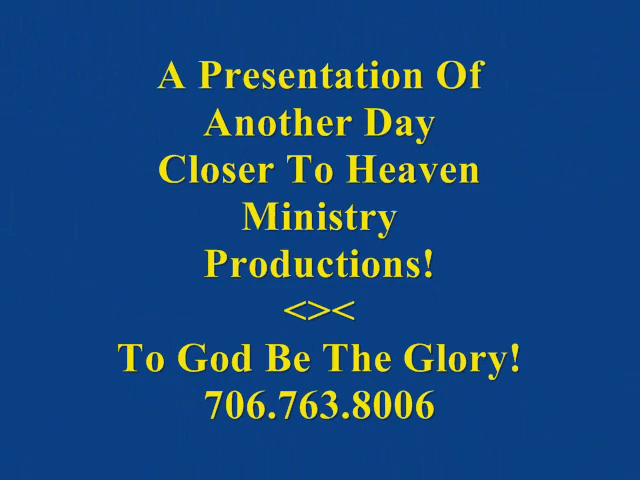 A Presentation Of
Another Day
Closer To Heaven
Ministry
Productions!
<><
To God Be The Glory!
706.763.8006